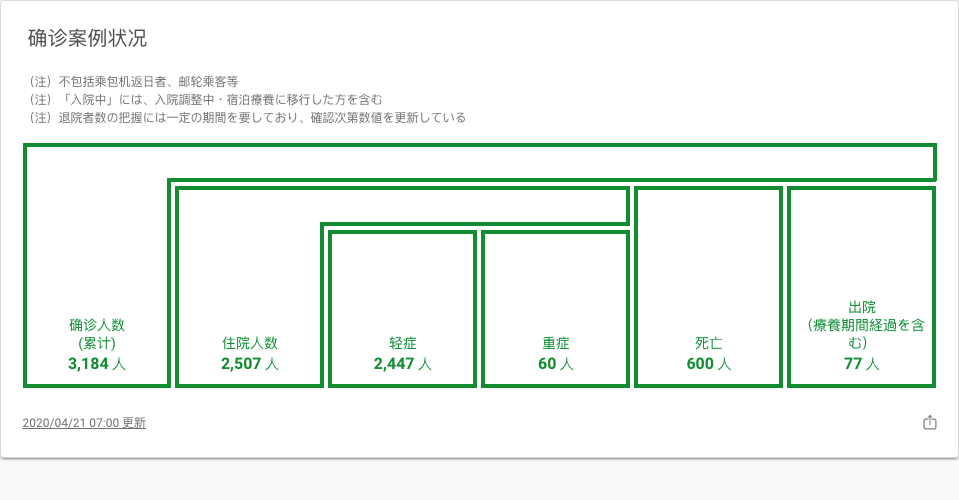 确诊案例状况
（注）不包括乘包机返日者、邮轮乘客等
（注）「入院中」には、入院調整中・宿泊療養に移行した方を含む
（注）退院者数の把握には一定の期間を要しており、確認次第数値を更新している
确诊人数
(累计)
3,184 人
住院人数
2,507 人
轻症
2,447 人
重症
60 人
死亡
600 人
出院
（療養期間経過を含
む）
77 人
2020/04/21 07:00 更新